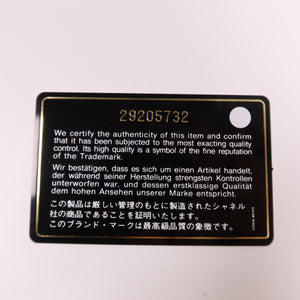 29205732
We certify the authenticity of this item and confirm
that it has been subjected to the most exacting quality
control. Its high quality is a symbol of the fine reputation
of the Trademark.
Wir bestätigen, dass es sich um einen Artikel handelt,
der während seiner Herstellung strengsten Kontrollen
unterworfen war, und dessen erstklassige Qualität
dem hohen Ansehen unserer Marke entspricht.
この製品は厳しい管理のもとに製造されたシャネル
社の商品であることを証明いたします。
このブランド・マークは最高級品質の象徴です。